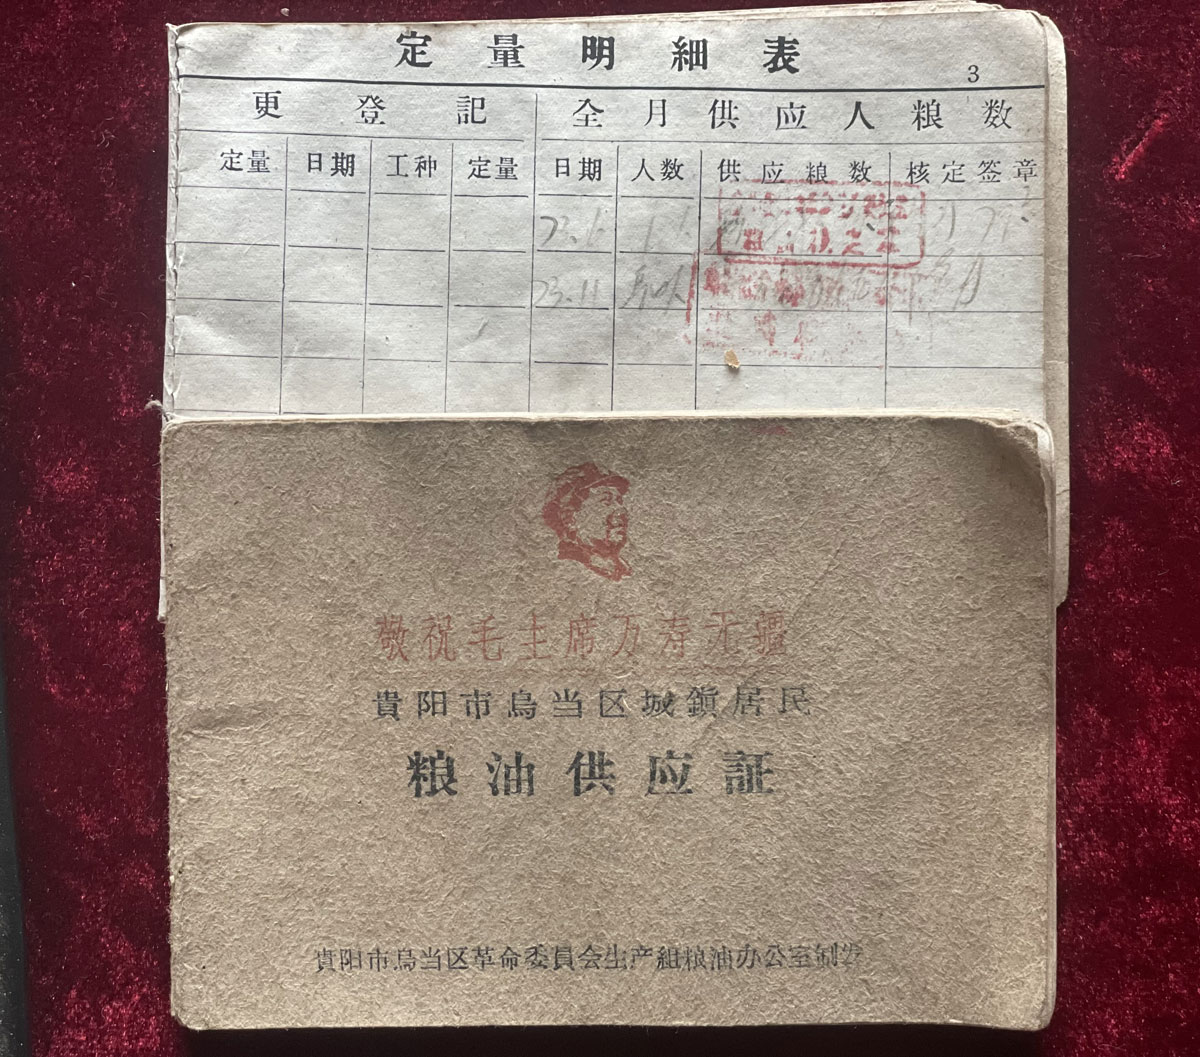 定量明細表
3
更登記 全月供应人粮数
定量 日期 工种 定量 日期 人数 供应粮数 核定签章
敬祝毛主席万寿无疆
貴阳市烏当区城鎮居民
粮油供应証
貴阳市烏当区革命委員会生产組粮油办公室制发